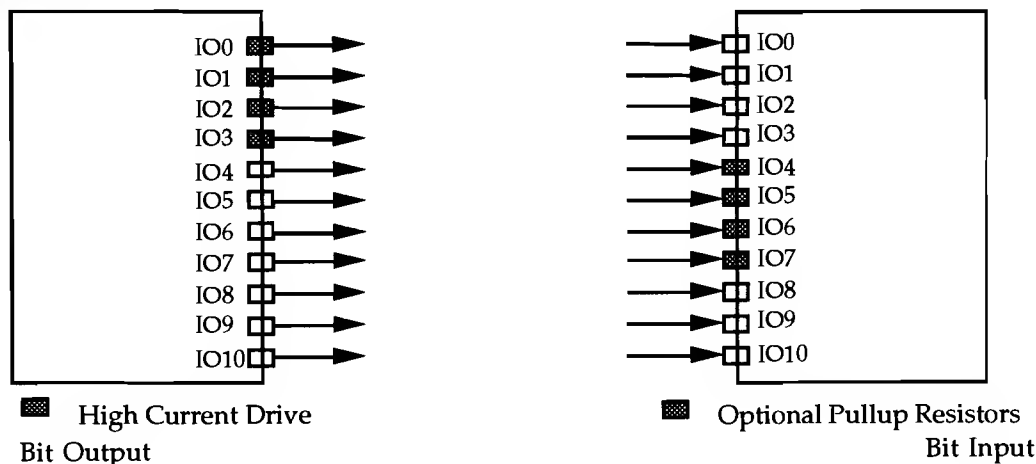 IO0
IO1
IO2
IO3
IO4
IO5
IO6
IO7
IO8
IO9
IO10
High Current Drive
Bit Output
IO0
IO1
IO2
IO3
IO4
IO5
IO6
IO7
IO8
IO9
IO10
Optional Pullup Resistors
Bit Input